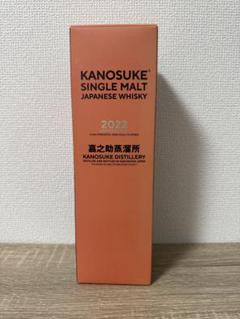 KANOSUKE®
SINGLE MALT
JAPANESE WHISKY
2022
嘉之助蒸溜所
KANOSUKE DISTILLERY